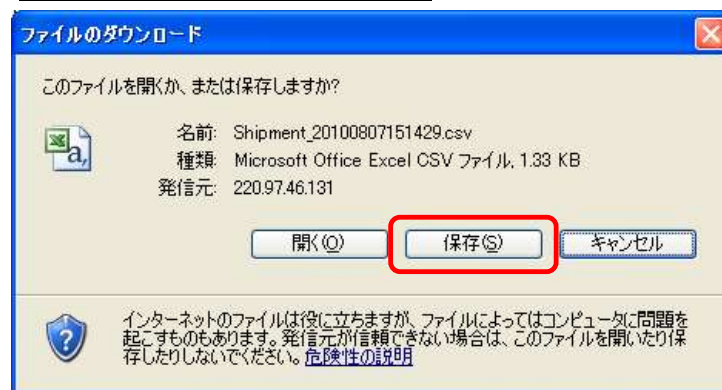 ファイルのダウンロード
このファイルを開くか、または保存しますか?
名前: Shipment_20100807151429.csv
種類: Microsoft Office Excel CSV ファイル, 1.33 KB
発信元: 220.97.46.131
開く(O) 保存(S) キャンセル
インターネットのファイルは役に立ちますが、ファイルによってはコンピュータに問題を
起こすものもあります。発信元が信頼できない場合は、このファイルを開いたり保
存したりしないでください。危険性の説明